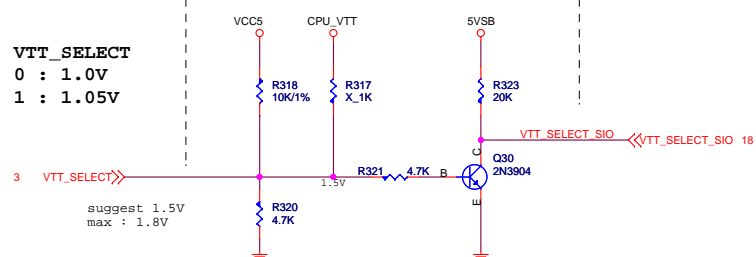 VCC5
CPU_VTT
5VSB
VTT_SELECT
0 : 1.0V
1 : 1.05V
R318
10K/1%
R317
X_1K
R323
20K
VTT_SELECT_SIO
VTT_SELECT_SIO 18
C
Q30
2N3904
3 VTT_SELECT
R321 4.7K
B
1.5V
E
suggest 1.5V
max : 1.8V
R320
4.7K